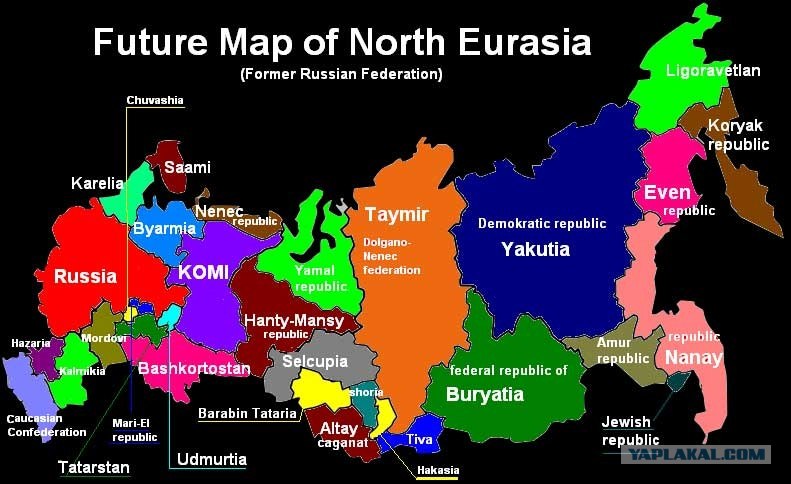 Future Map of North Eurasia
(Former Russian Federation)
Chuvashia
Ligoravetlan
Koryak
republic
Saami
Karelia
Even
republic
Nenec
republic
Byarmia
Taymir
Dolgano-
Nenec
federation
Demokratic republic
Yakutia
Russia
KOMI
Yamal
republic
Hanty-Mansy
republic
Mordovi
Hazaria
Kalmikia
Bashkortostan
Selcupia
Amur
republic
republic
Nanay
federal republic of
Buryatia
shoria
Caucasian
Confederation
Barabin Tataria
Mari-El
republic
Altay
caganat
Tiva
Jewish
republic
Tatarstan
Udmurtia
Hakasia
YAPLAKAL.COM